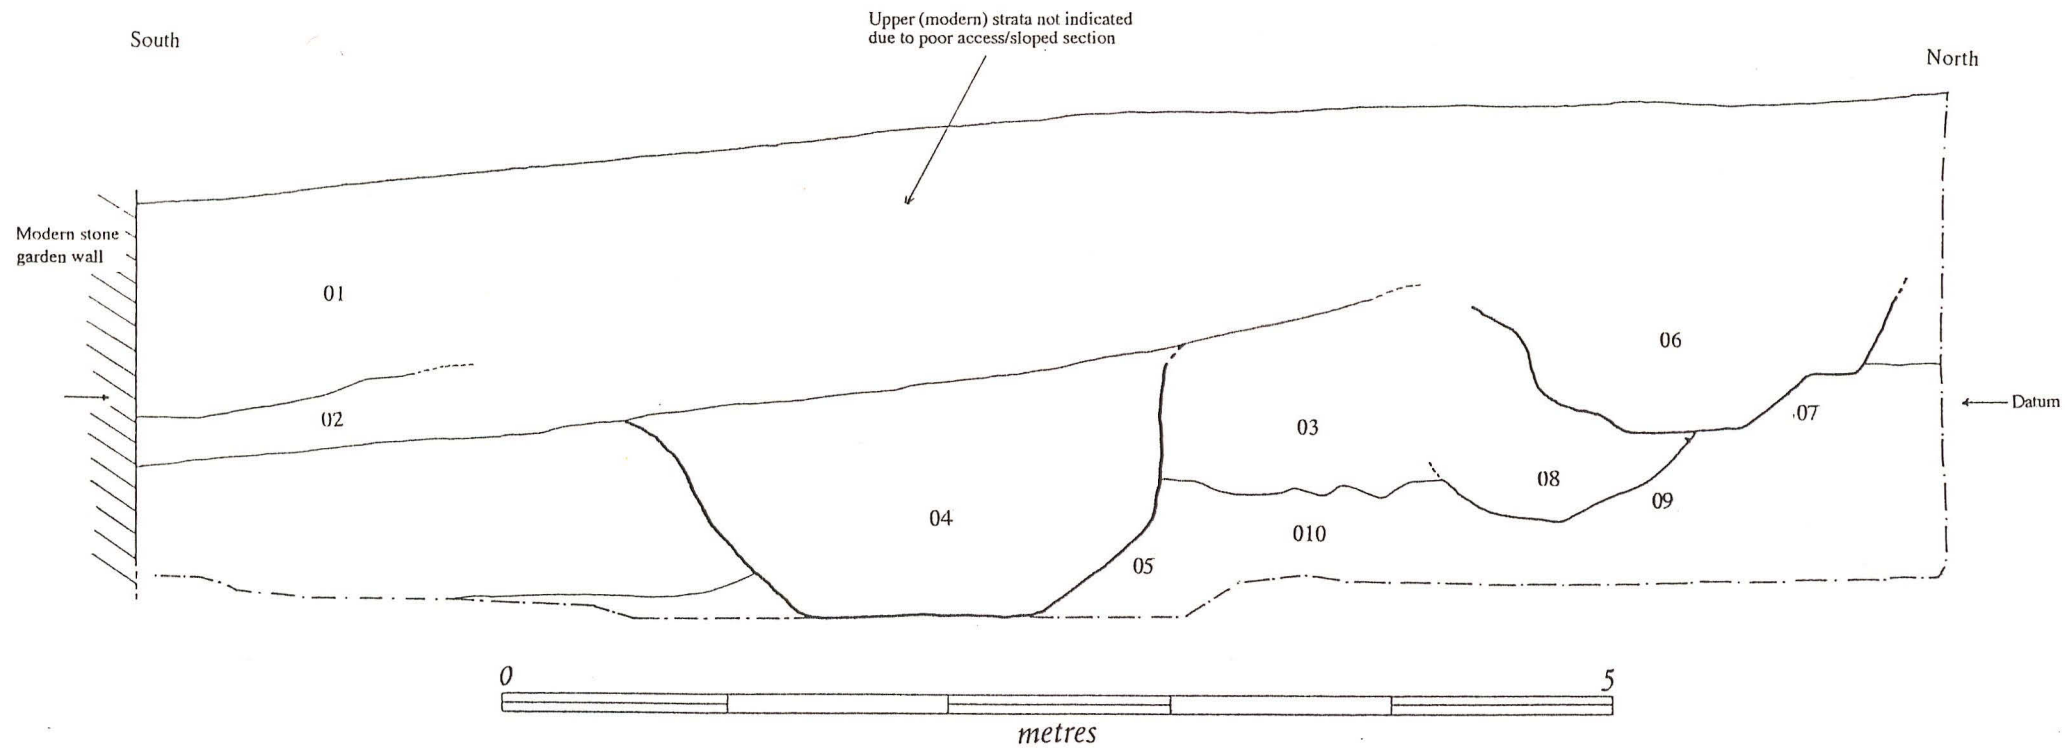 Upper (modern) strata not indicated
due to poor access/sloped section
South
North
Modern stone
garden wall
01
02
03
04
05
06
07
08
09
010
Datum
0
5
metres